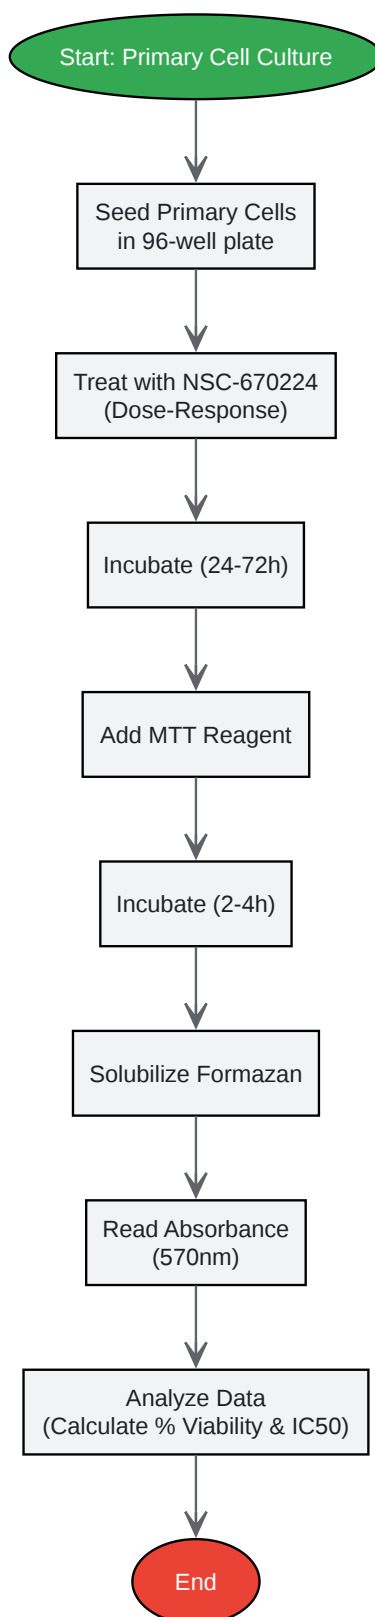 Start: Primary Cell Culture
Seed Primary Cells
in 96-well plate
Treat with NSC-670224
(Dose-Response)
Incubate (24-72h)
Add MTT Reagent
Incubate (2-4h)
Solubilize Formazan
Read Absorbance
(570nm)
Analyze Data
(Calculate % Viability & IC50)
End